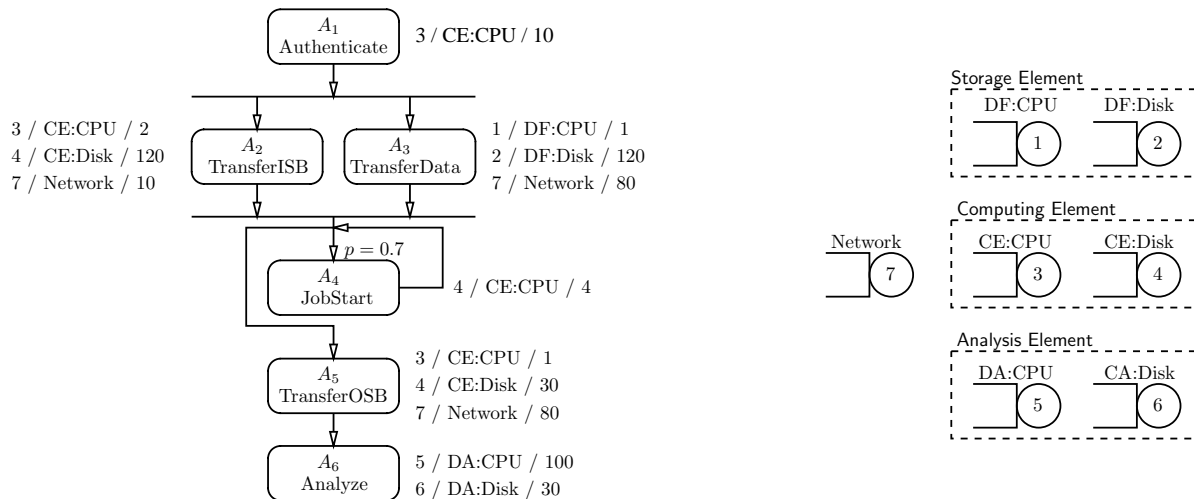 A1
Authenticate
3 / CE:CPU / 10
3 / CE:CPU / 2
4 / CE:Disk / 120
7 / Network / 10
A2
TransferISB
A3
TransferData
1 / DF:CPU / 1
2 / DF:Disk / 120
7 / Network / 80
p = 0.7
A4
JobStart
4 / CE:CPU / 4
A5
TransferOSB
3 / CE:CPU / 1
4 / CE:Disk / 30
7 / Network / 80
A6
Analyze
5 / DA:CPU / 100
6 / DA:Disk / 30
Storage Element
DF:CPU
DF:Disk
1
2
Computing Element
Network
CE:CPU
CE:Disk
7
3
4
Analysis Element
DA:CPU
CA:Disk
5
6